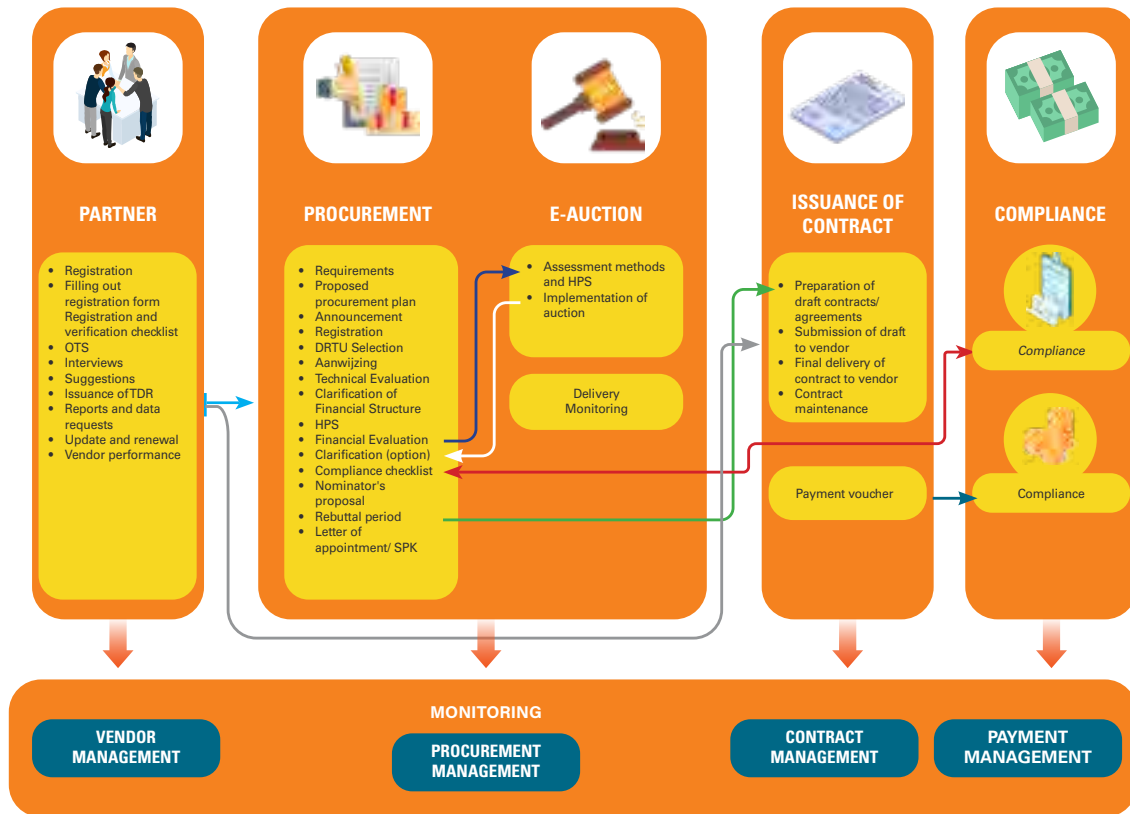 PARTNER
• Registration
• Filling out
registration form
Registration and
verification checklist
• OTS
• Interviews
• Suggestions
• Issuance of TDR
• Reports and data
requests
• Update and renewal
• Vendor performance
PROCUREMENT
• Requirements
• Proposed
procurement plan
• Announcement
• Registration
• DRTU Selection
• Aanwijzing
• Technical Evaluation
• Clarification of
Financial Structure
• HPS
• Financial Evaluation
• Clarification (option)
• Compliance checklist
• Nominator's
proposal
• Rebuttal period
• Letter of
appointment/ SPK
E-AUCTION
• Assessment methods
and HPS
• Implementation of
auction
Delivery
Monitoring
ISSUANCE OF
CONTRACT
• Preparation of
draft contracts/
agreements
• Submission of draft
to vendor
• Final delivery of
contract to vendor
• Contract
maintenance
Payment voucher
COMPLIANCE
Compliance
Compliance
MONITORING
VENDOR
MANAGEMENT
PROCUREMENT
MANAGEMENT
CONTRACT
MANAGEMENT
PAYMENT
MANAGEMENT